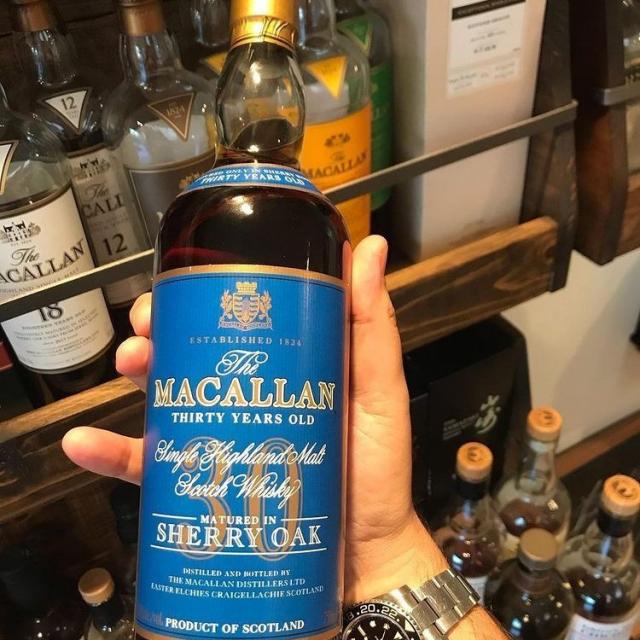 THIRTY YEARS OLD
ESTABLISHED 1824
The
MACALLAN
THIRTY YEARS OLD
30
Single Highland Malt
Scotch Whisky
MATURED IN
SHERRY OAK
DISTILLED AND BOTTLED BY
THE MACALLAN DISTILLERS LTD
EASTER ELCHIES CRAIGELLACHIE SCOTLAND
PRODUCT OF SCOTLAND
The
MACALLAN
18
12
The
12
MACALLAN